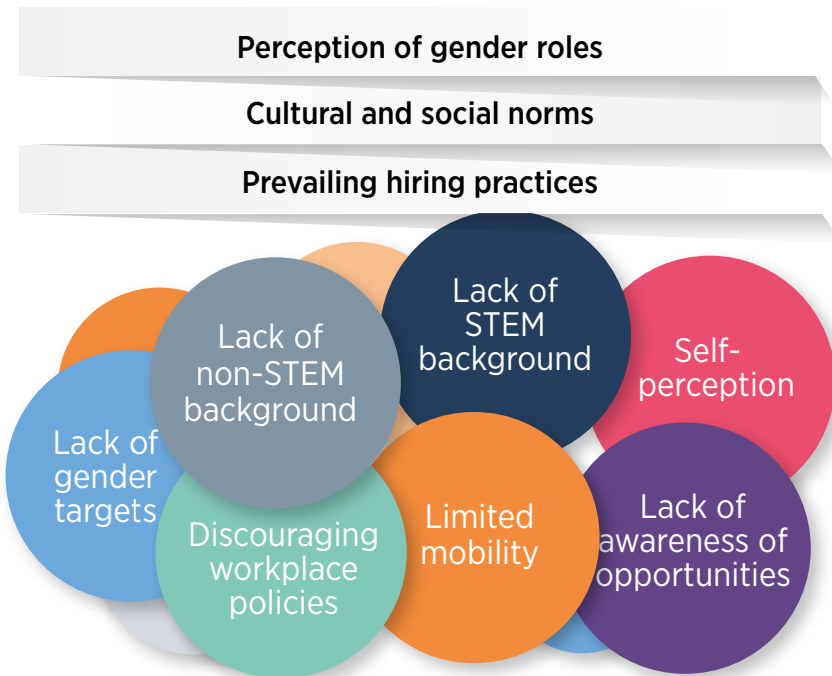 Perception of gender roles
Cultural and social norms
Prevailing hiring practices
Lack of
non-STEM
background
Lack of
STEM
background
Self-
perception
Lack of
gender
targets
Discouraging
workplace
policies
Limited
mobility
Lack of
awareness of
opportunities